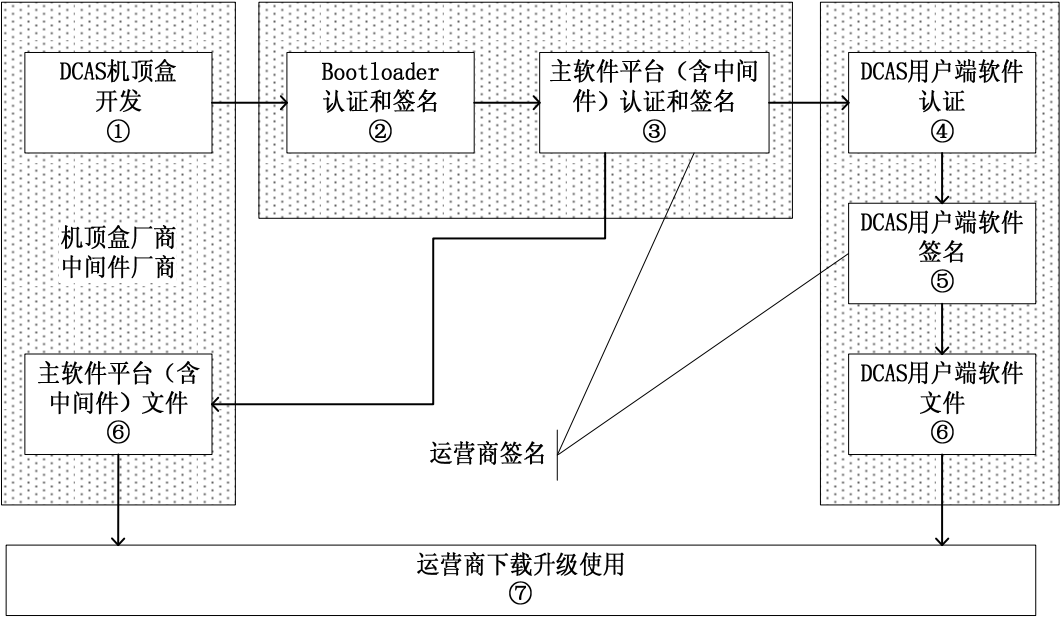 DCAS机顶盒
开发
①
Bootloader
认证和签名
②
主软件平台（含中间
件）认证和签名
③
DCAS用户端软件
认证
④
机顶盒厂商
中间件厂商
DCAS用户端软件
签名
⑤
主软件平台（含
中间件）文件
⑥
DCAS用户端软件
文件
⑥
运营商签名
运营商下载升级使用
⑦